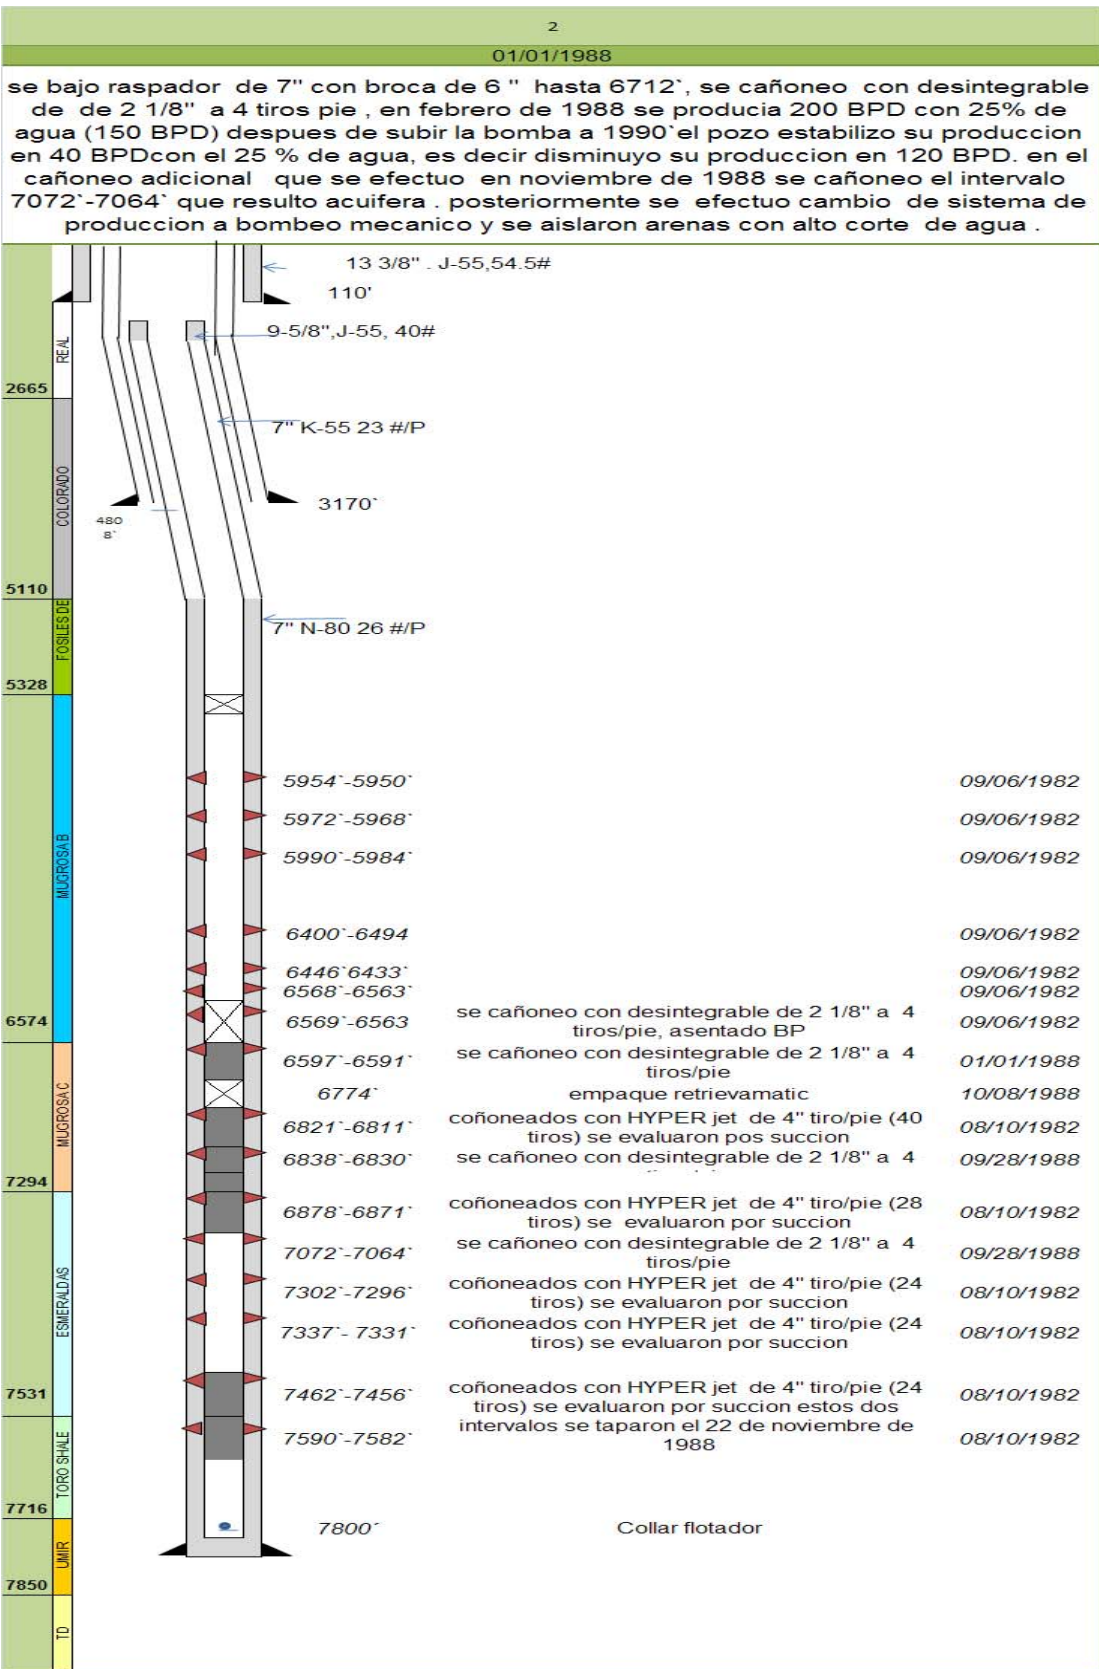 2
01/01/1988
se bajo raspador de 7" con broca de 6 " hasta 6712`, se cañoneo con desintegrable
de de 2 1/8" a 4 tiros pie , en febrero de 1988 se producia 200 BPD con 25% de
agua (150 BPD) despues de subir la bomba a 1990`el pozo estabilizo su produccion
en 40 BPDcon el 25 % de agua, es decir disminuyo su produccion en 120 BPD. en el
cañoneo adicional que se efectuo en noviembre de 1988 se cañoneo el intervalo
7072`-7064` que resulto acuifera . posteriormente se efectuo cambio de sistema de
produccion a bombeo mecanico y se aislaron arenas con alto corte de agua .
13 3/8" . J-55,54.5#
110'
REAL
9-5/8",J-55, 40#
2665
7" K-55 23 #/P
COLORADO
3170`
480
8`
5110
FOSILES DE
7" N-80 26 #/P
5328
MUGROSA B
5954`-5950` 09/06/1982
5972`-5968` 09/06/1982
5990`-5984` 09/06/1982
6400`-6494 09/06/1982
6446`6433` 09/06/1982
6568`-6563` 09/06/1982
6574
6569`-6563 se cañoneo con desintegrable de 2 1/8" a 4
tiros/pie, asentado BP 09/06/1982
MUGROSA C
6597`-6591` se cañoneo con desintegrable de 2 1/8" a 4
tiros/pie 01/01/1988
6774` empaque retrievamatic 10/08/1988
6821`-6811` coñoneados con HYPER jet de 4" tiro/pie (40
tiros) se evaluaron pos succion 08/10/1982
6838`-6830` se cañoneo con desintegrable de 2 1/8" a 4 09/28/1988
7294
ESMERALDAS
6878`-6871` coñoneados con HYPER jet de 4" tiro/pie (28
tiros) se evaluaron por succion 08/10/1982
7072`-7064` se cañoneo con desintegrable de 2 1/8" a 4
tiros/pie 09/28/1988
7302`-7296` coñoneados con HYPER jet de 4" tiro/pie (24
tiros) se evaluaron por succion 08/10/1982
7337`- 7331` coñoneados con HYPER jet de 4" tiro/pie (24
tiros) se evaluaron por succion 08/10/1982
7531
7462`-7456` coñoneados con HYPER jet de 4" tiro/pie (24
tiros) se evaluaron por succion estos dos 08/10/1982
intervalos se taparon el 22 de noviembre de
1988
7590`-7582` 08/10/1982
TORO SHALE
7716
7800´ Collar flotador
UMIR
7850
TD